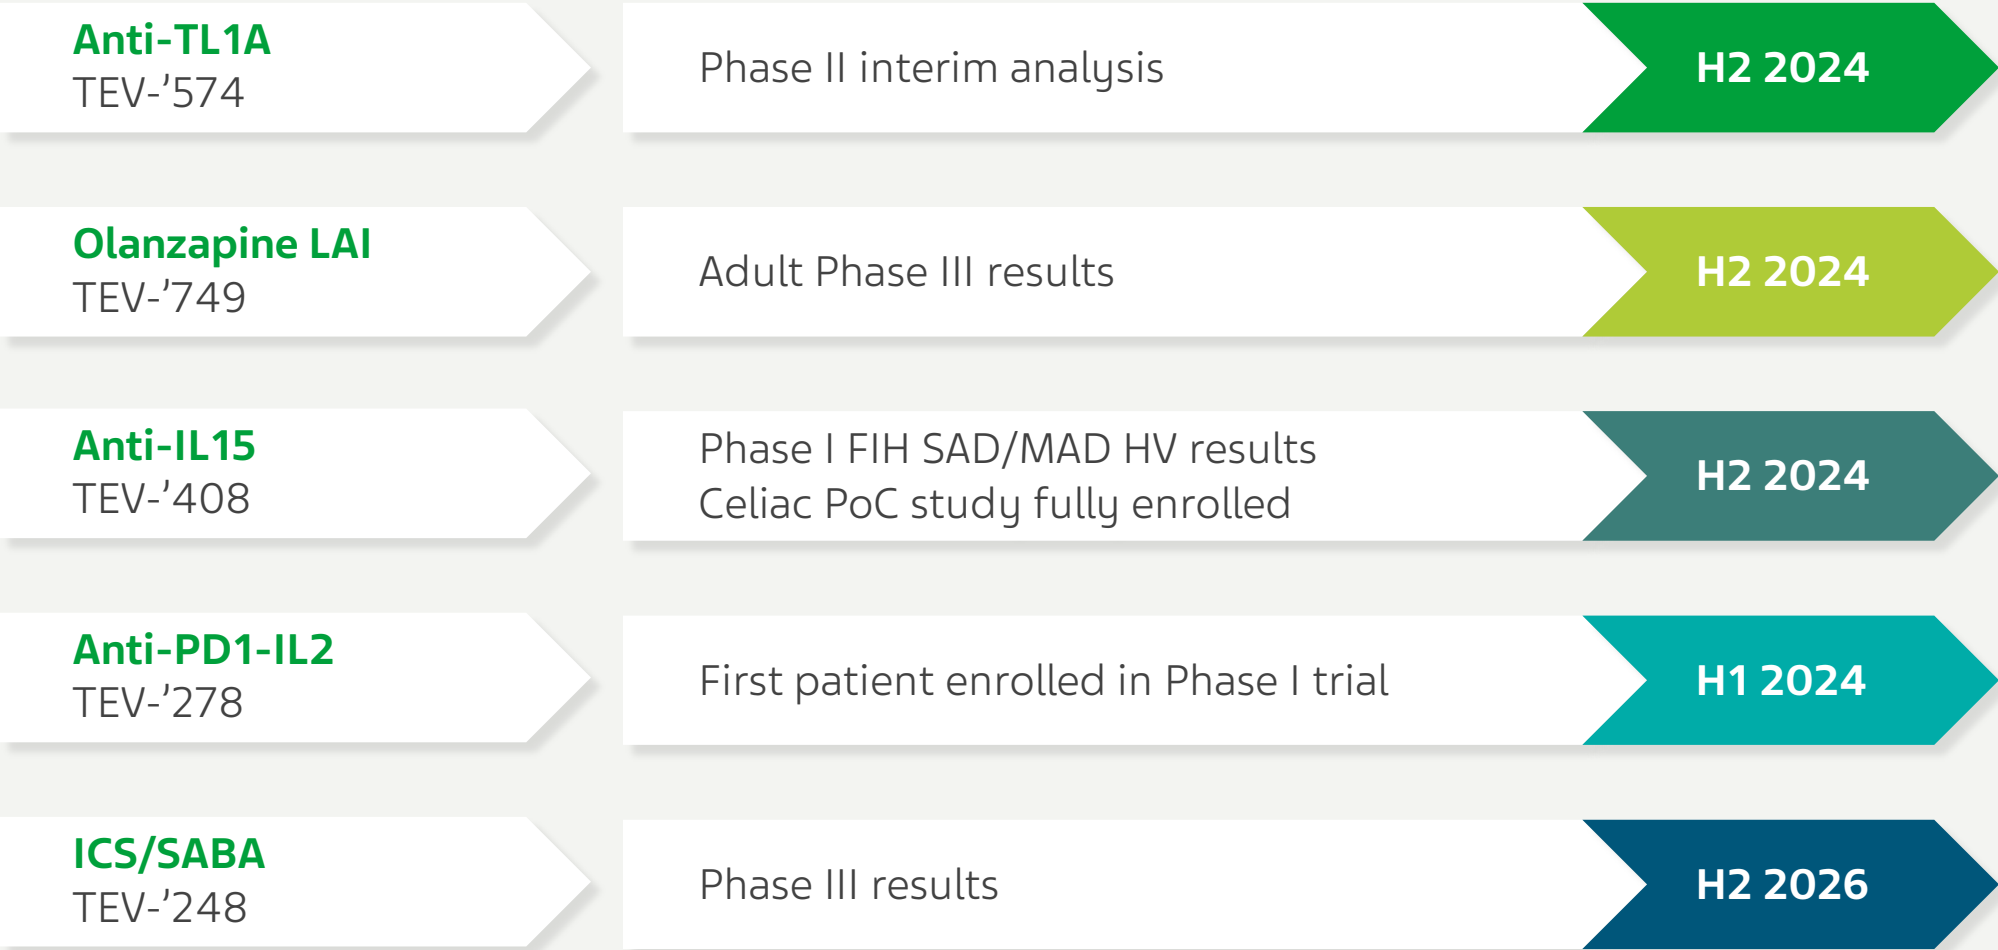 Anti-TL1A
TEV-’574
Phase II interim analysis
H2 2024
Olanzapine LAI
TEV-’749
Adult Phase III results
H2 2024
Anti-IL15
TEV-’408
Phase I FIH SAD/MAD HV results
Celiac PoC study fully enrolled
H2 2024
Anti-PD1-IL2
TEV-’278
First patient enrolled in Phase I trial
H1 2024
ICS/SABA
TEV-’248
Phase III results
H2 2026